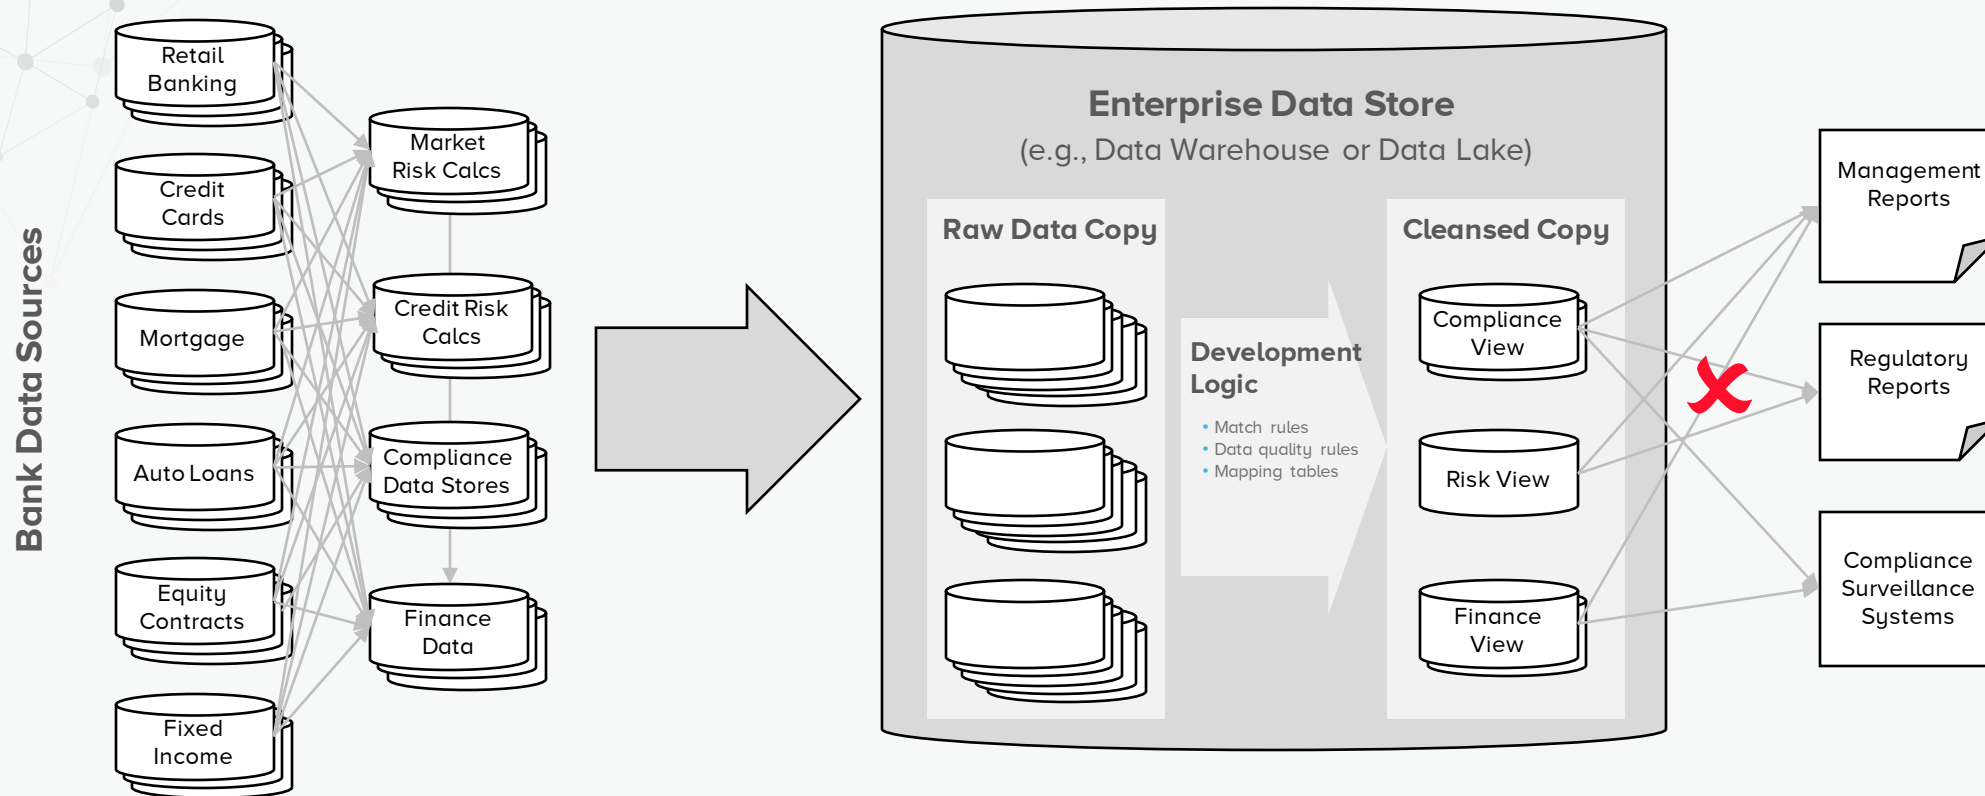 Bank Data Sources
Retail
Banking
Credit
Cards
Mortgage
Auto Loans
Equity
Contracts
Fixed
Income
Market
Risk Calcs
Credit Risk
Calcs
Compliance
Data Stores
Finance
Data
Enterprise Data Store
(e.g., Data Warehouse or Data Lake)
Raw Data Copy
Development
Logic
• Match rules
• Data quality rules
• Mapping tables
Cleansed Copy
Compliance
View
Risk View
Finance
View
Management
Reports
Regulatory
Reports
Compliance
Surveillance
Systems